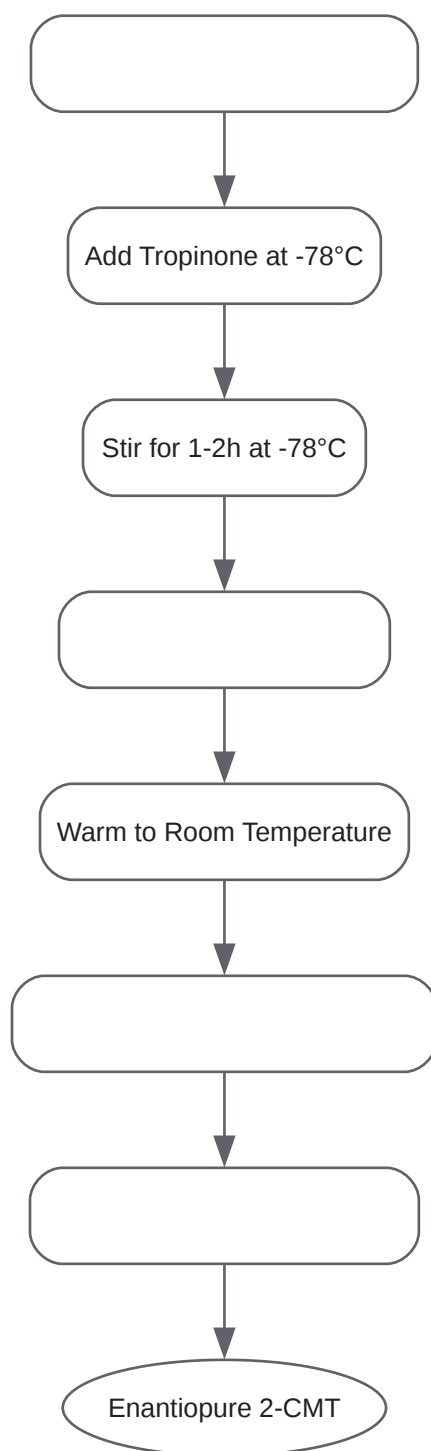 Add Tropinone at -78°C
Stir for 1-2h at -78°C
Warm to Room Temperature
Enantiopure 2-CMT